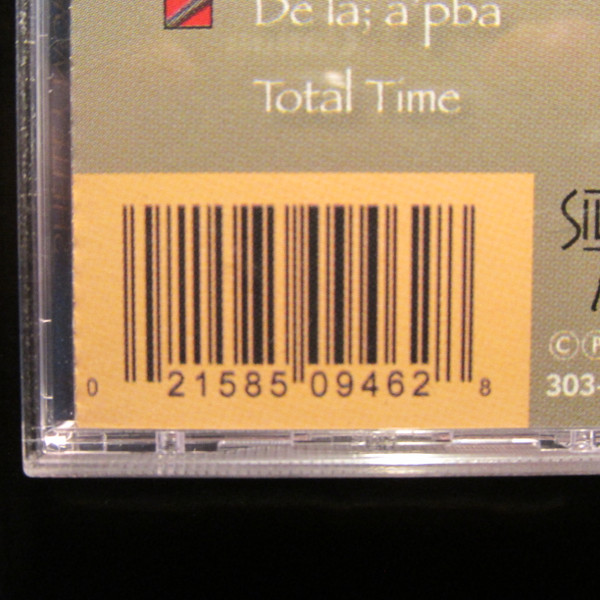 De la; a'pba
Total Time
© ℗
303-
0 21585 09462 8